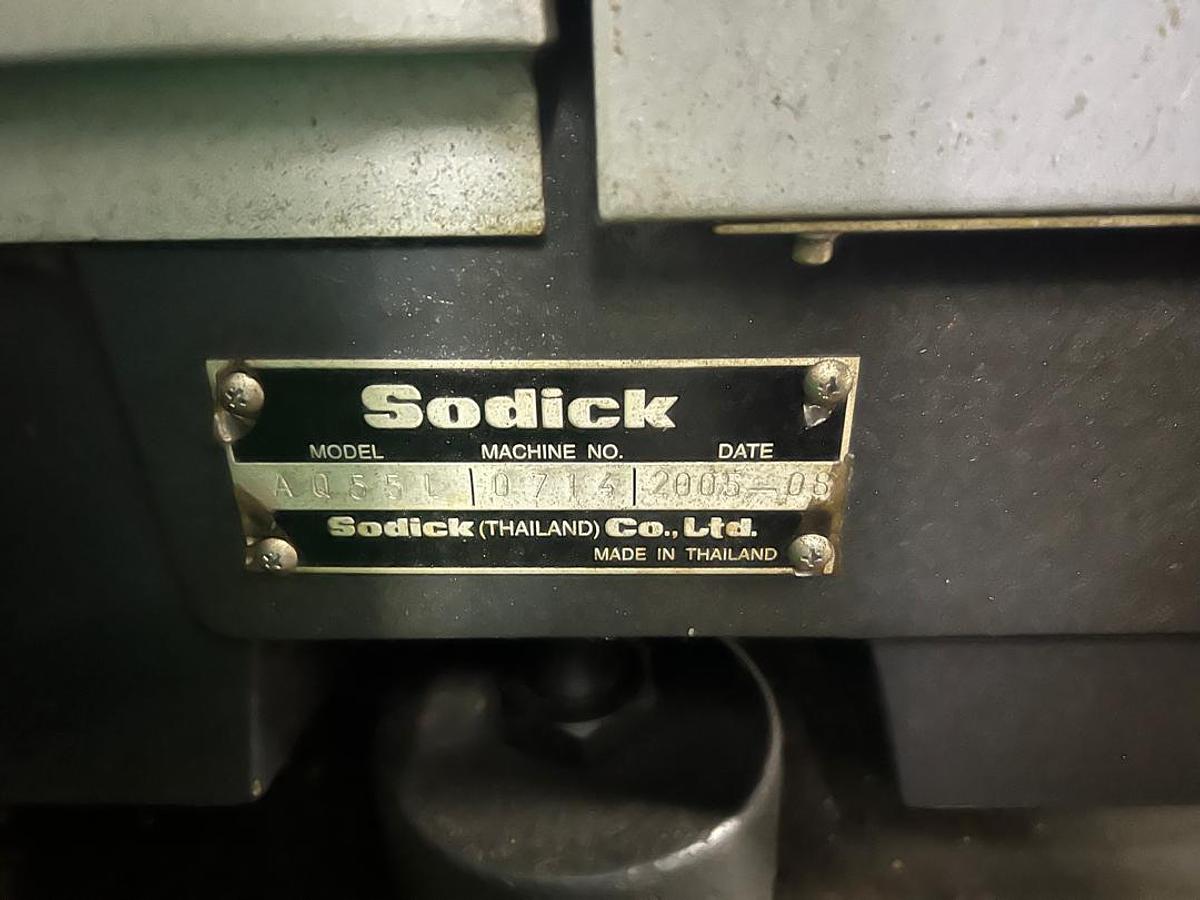 Sodick
MODEL MACHINE NO. DATE
AQ55L 0714 2005-08
Sodick (THAILAND) Co., Ltd.
MADE IN THAILAND